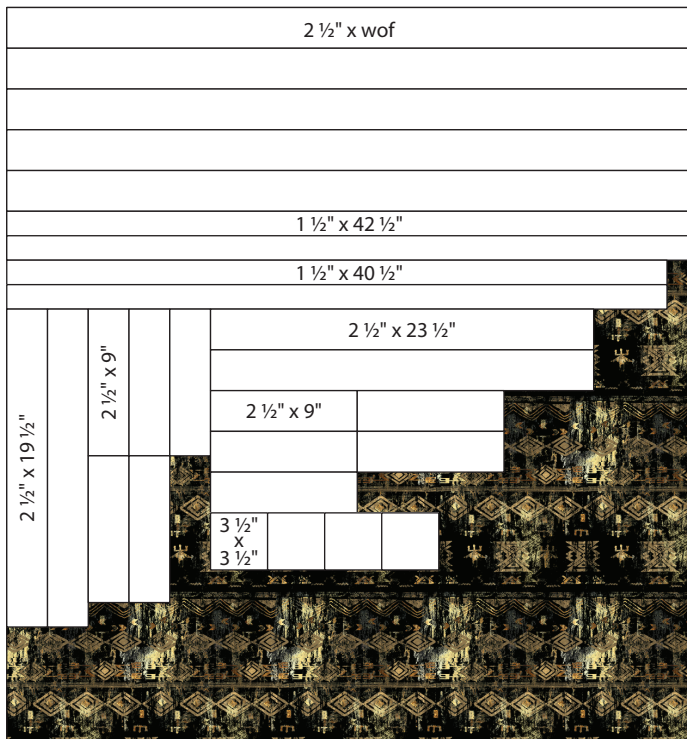 2 ½" x wof
1 ½" x 42 ½"
1 ½" x 40 ½"
2 ½" x 19 ½"
2 ½" x 9"
2 ½" x 23 ½"
2 ½" x 9"
3 ½"
x
3 ½"